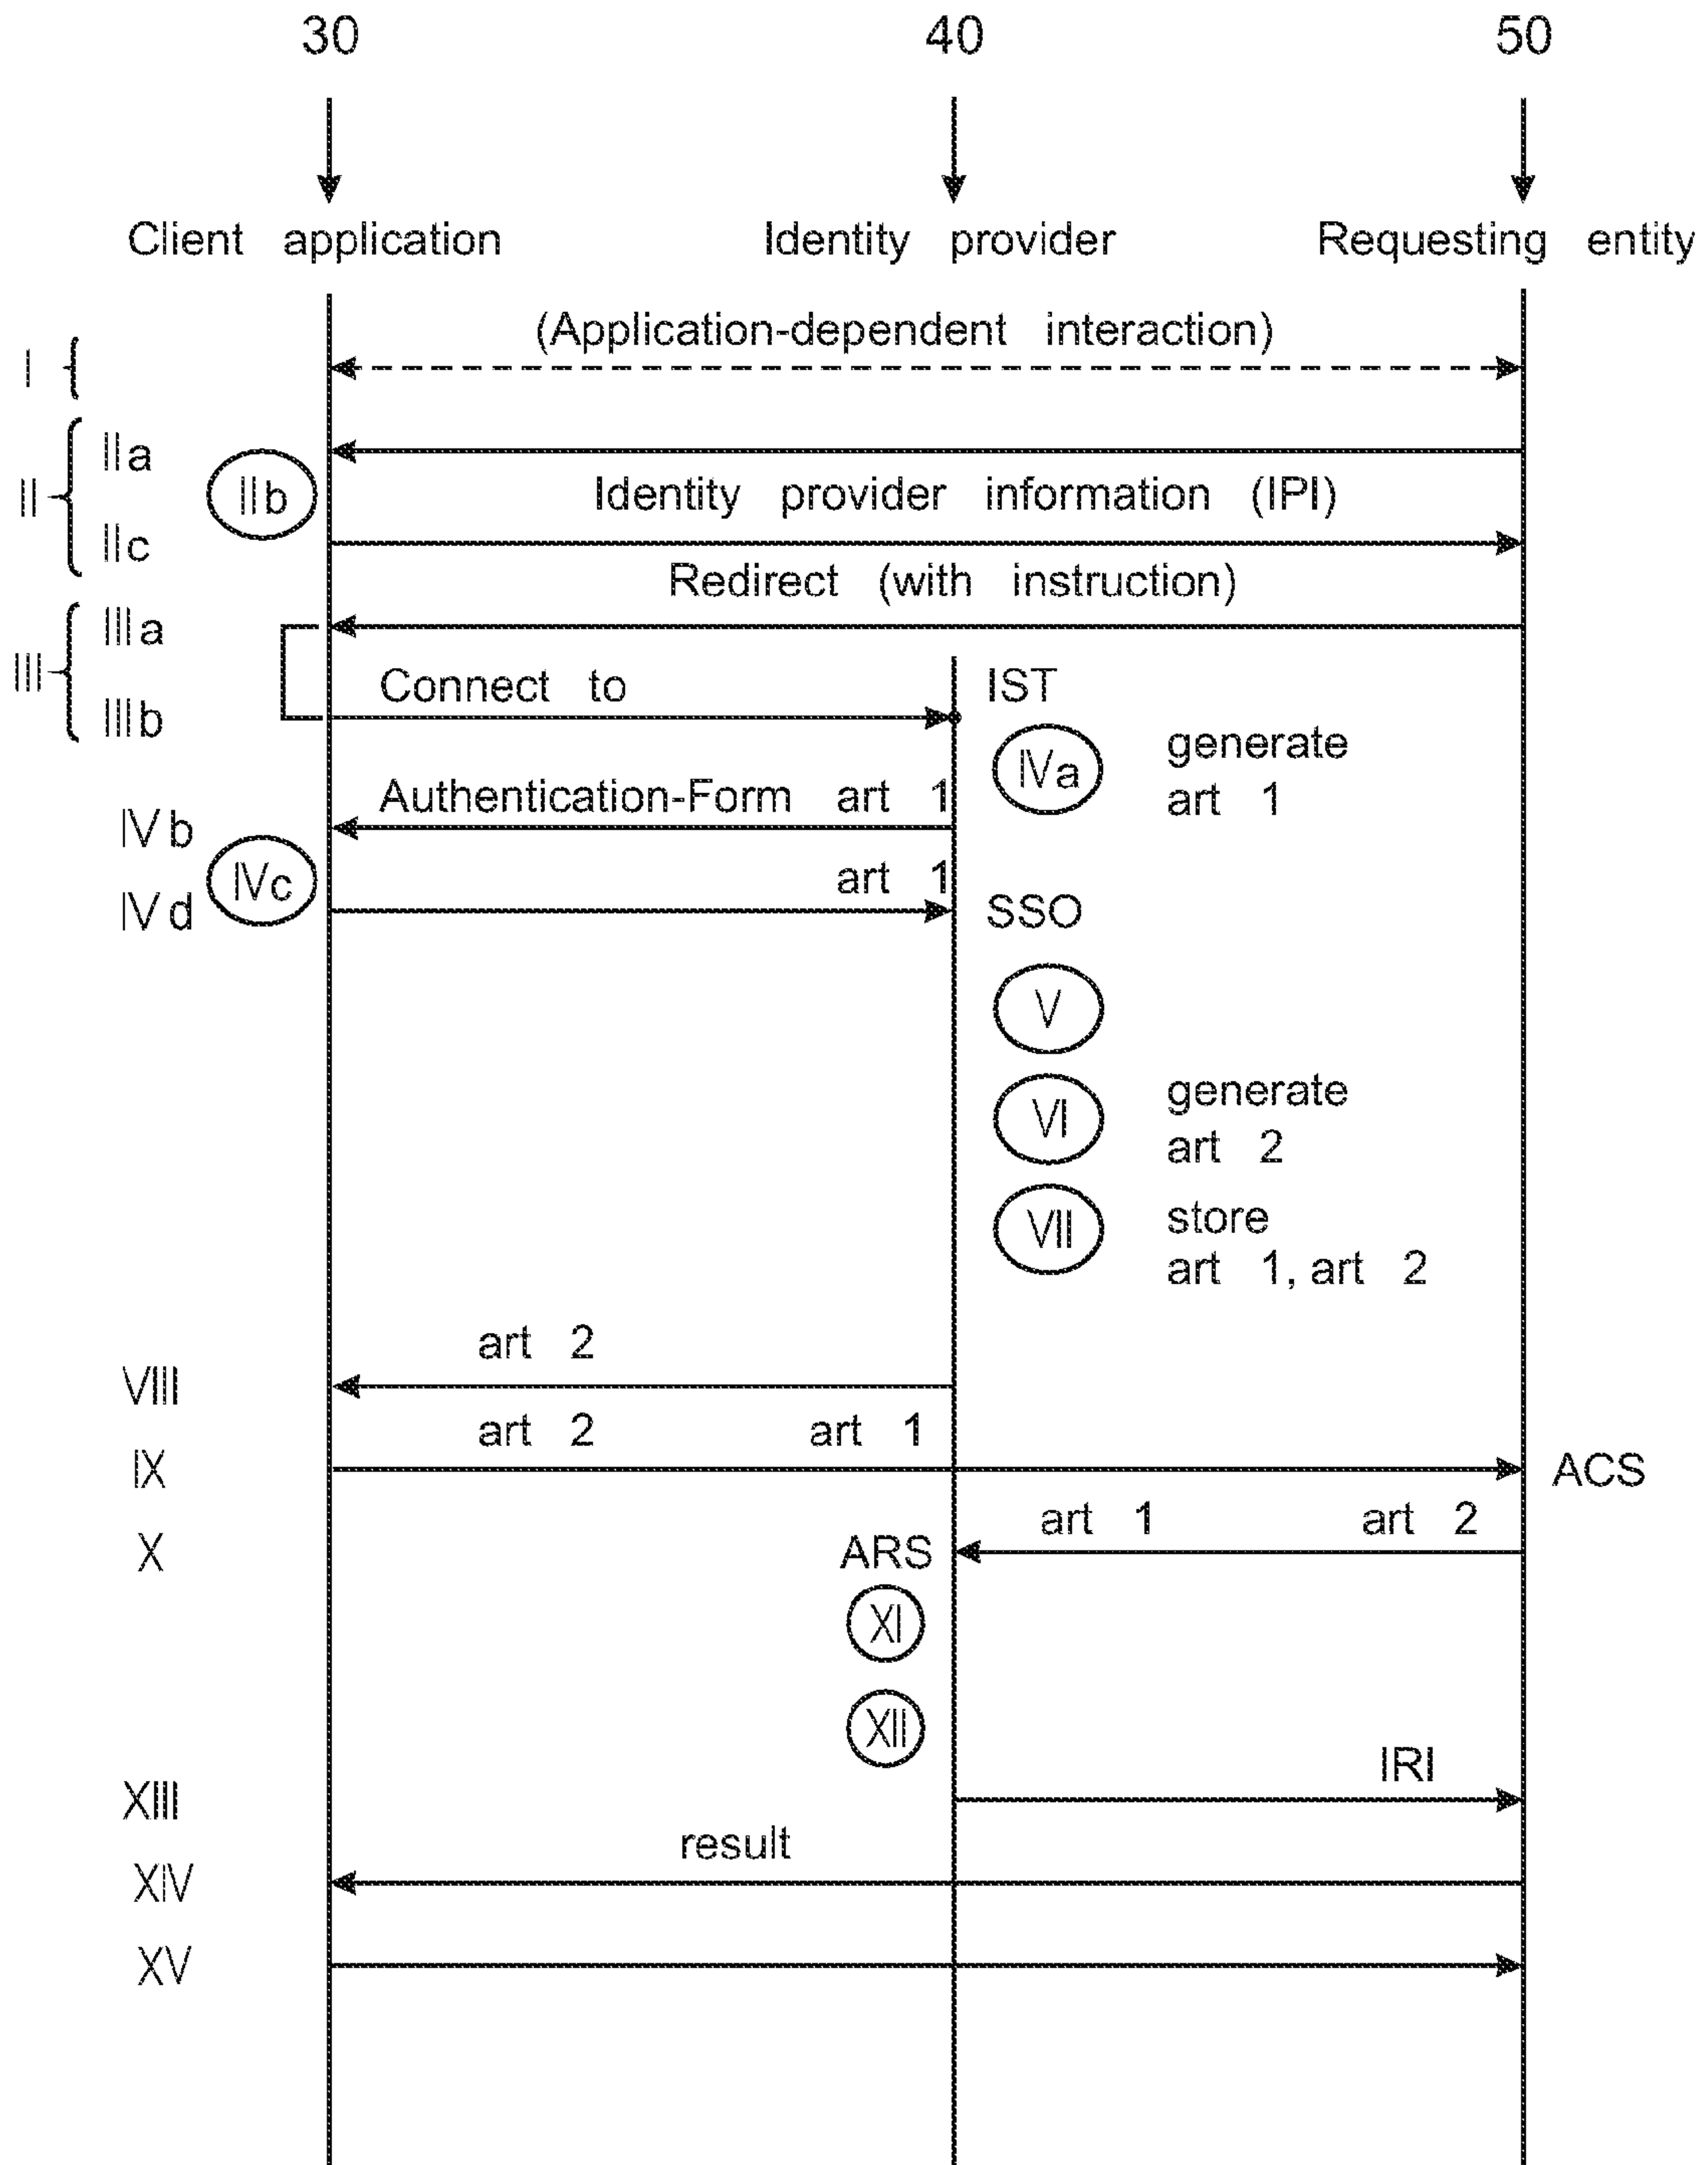 30 40 50
Client application Identity provider Requesting entity
(Application-dependent interaction)
I
IIa
IIb
II
Identity provider information (IPI)
IIc
Redirect (with instruction)
IIIa
III
Connect to
IST
IIIb
IVa
generate
art 1
Authentication-Form art 1
IVb
IVc
art 1
IVd
SSO
V
VI
generate
art 2
VII
store
art 1, art 2
art 2
VIII
art 2 art 1
IX
ACS
art 1 art 2
X
ARS
XI
XII
IRI
XIII
result
XIV
XV